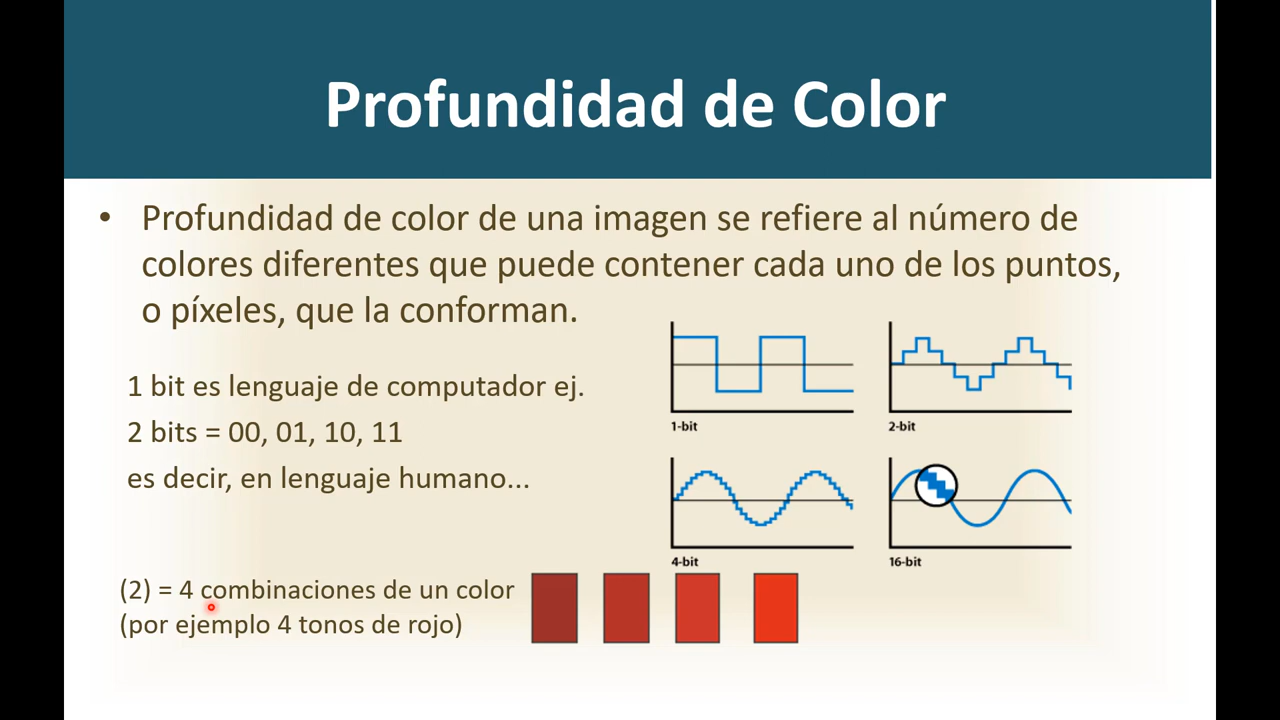 Profundidad de Color
• Profundidad de color de una imagen se refiere al número de
colores diferentes que puede contener cada uno de los puntos,
o píxeles, que la conforman.
1 bit es lenguaje de computador ej.
2 bits = 00, 01, 10, 11
es decir, en lenguaje humano...
1-bit
2-bit
4-bit
16-bit
(2) = 4 combinaciones de un color
(por ejemplo 4 tonos de rojo)